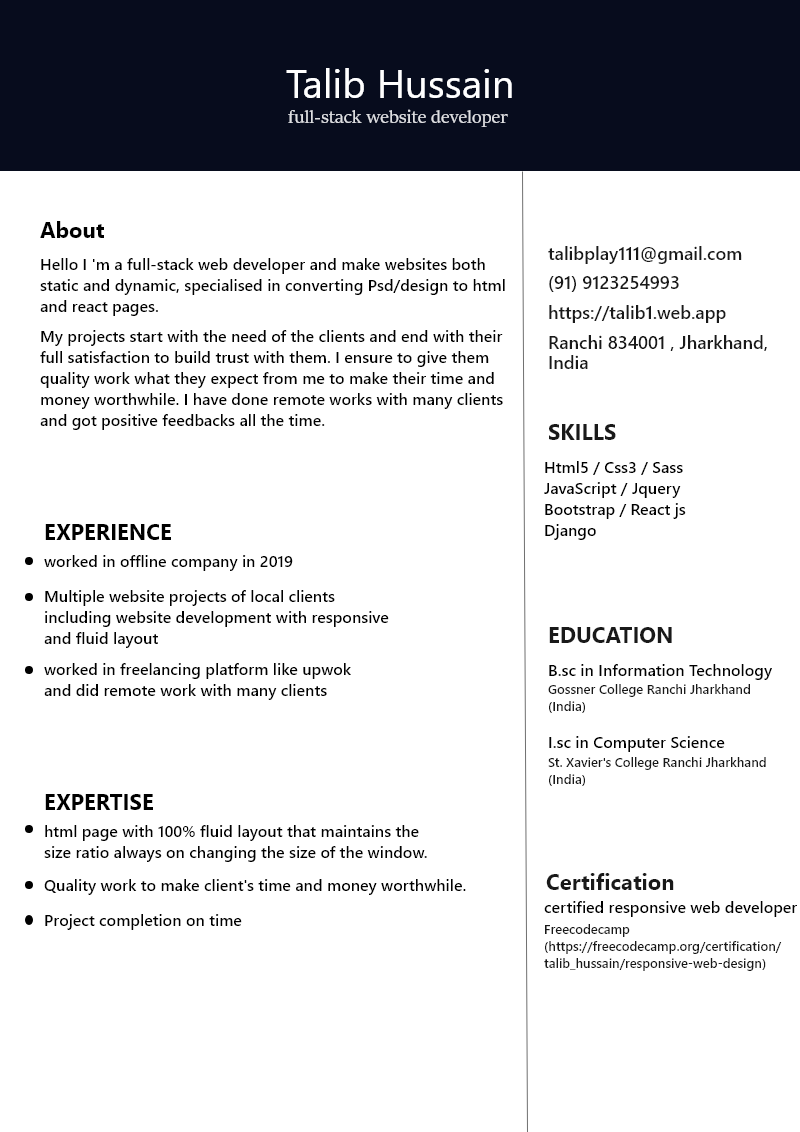 Talib Hussain
full-stack website developer
About
Hello I 'm a full-stack web developer and make websites both
static and dynamic, specialised in converting Psd/design to html
and react pages.
My projects start with the need of the clients and end with their
full satisfaction to build trust with them. I ensure to give them
quality work what they expect from me to make their time and
money worthwhile. I have done remote works with many clients
and got positive feedbacks all the time.
EXPERIENCE
• worked in offline company in 2019
• Multiple website projects of local clients
including website development with responsive
and fluid layout
• worked in freelancing platform like upwok
and did remote work with many clients
EXPERTISE
• html page with 100% fluid layout that maintains the
size ratio always on changing the size of the window.
• Quality work to make client's time and money worthwhile.
• Project completion on time
talibplay111@gmail.com
(91) 9123254993
https://talib1.web.app
Ranchi 834001 , Jharkhand,
India
SKILLS
Html5 / Css3 / Sass
JavaScript / Jquery
Bootstrap / React js
Django
EDUCATION
B.sc in Information Technology
Gossner College Ranchi Jharkhand
(India)
I.sc in Computer Science
St. Xavier's College Ranchi Jharkhand
(India)
Certification
certified responsive web developer
Freecodecamp
(https://freecodecamp.org/certification/
talib_hussain/responsive-web-design)